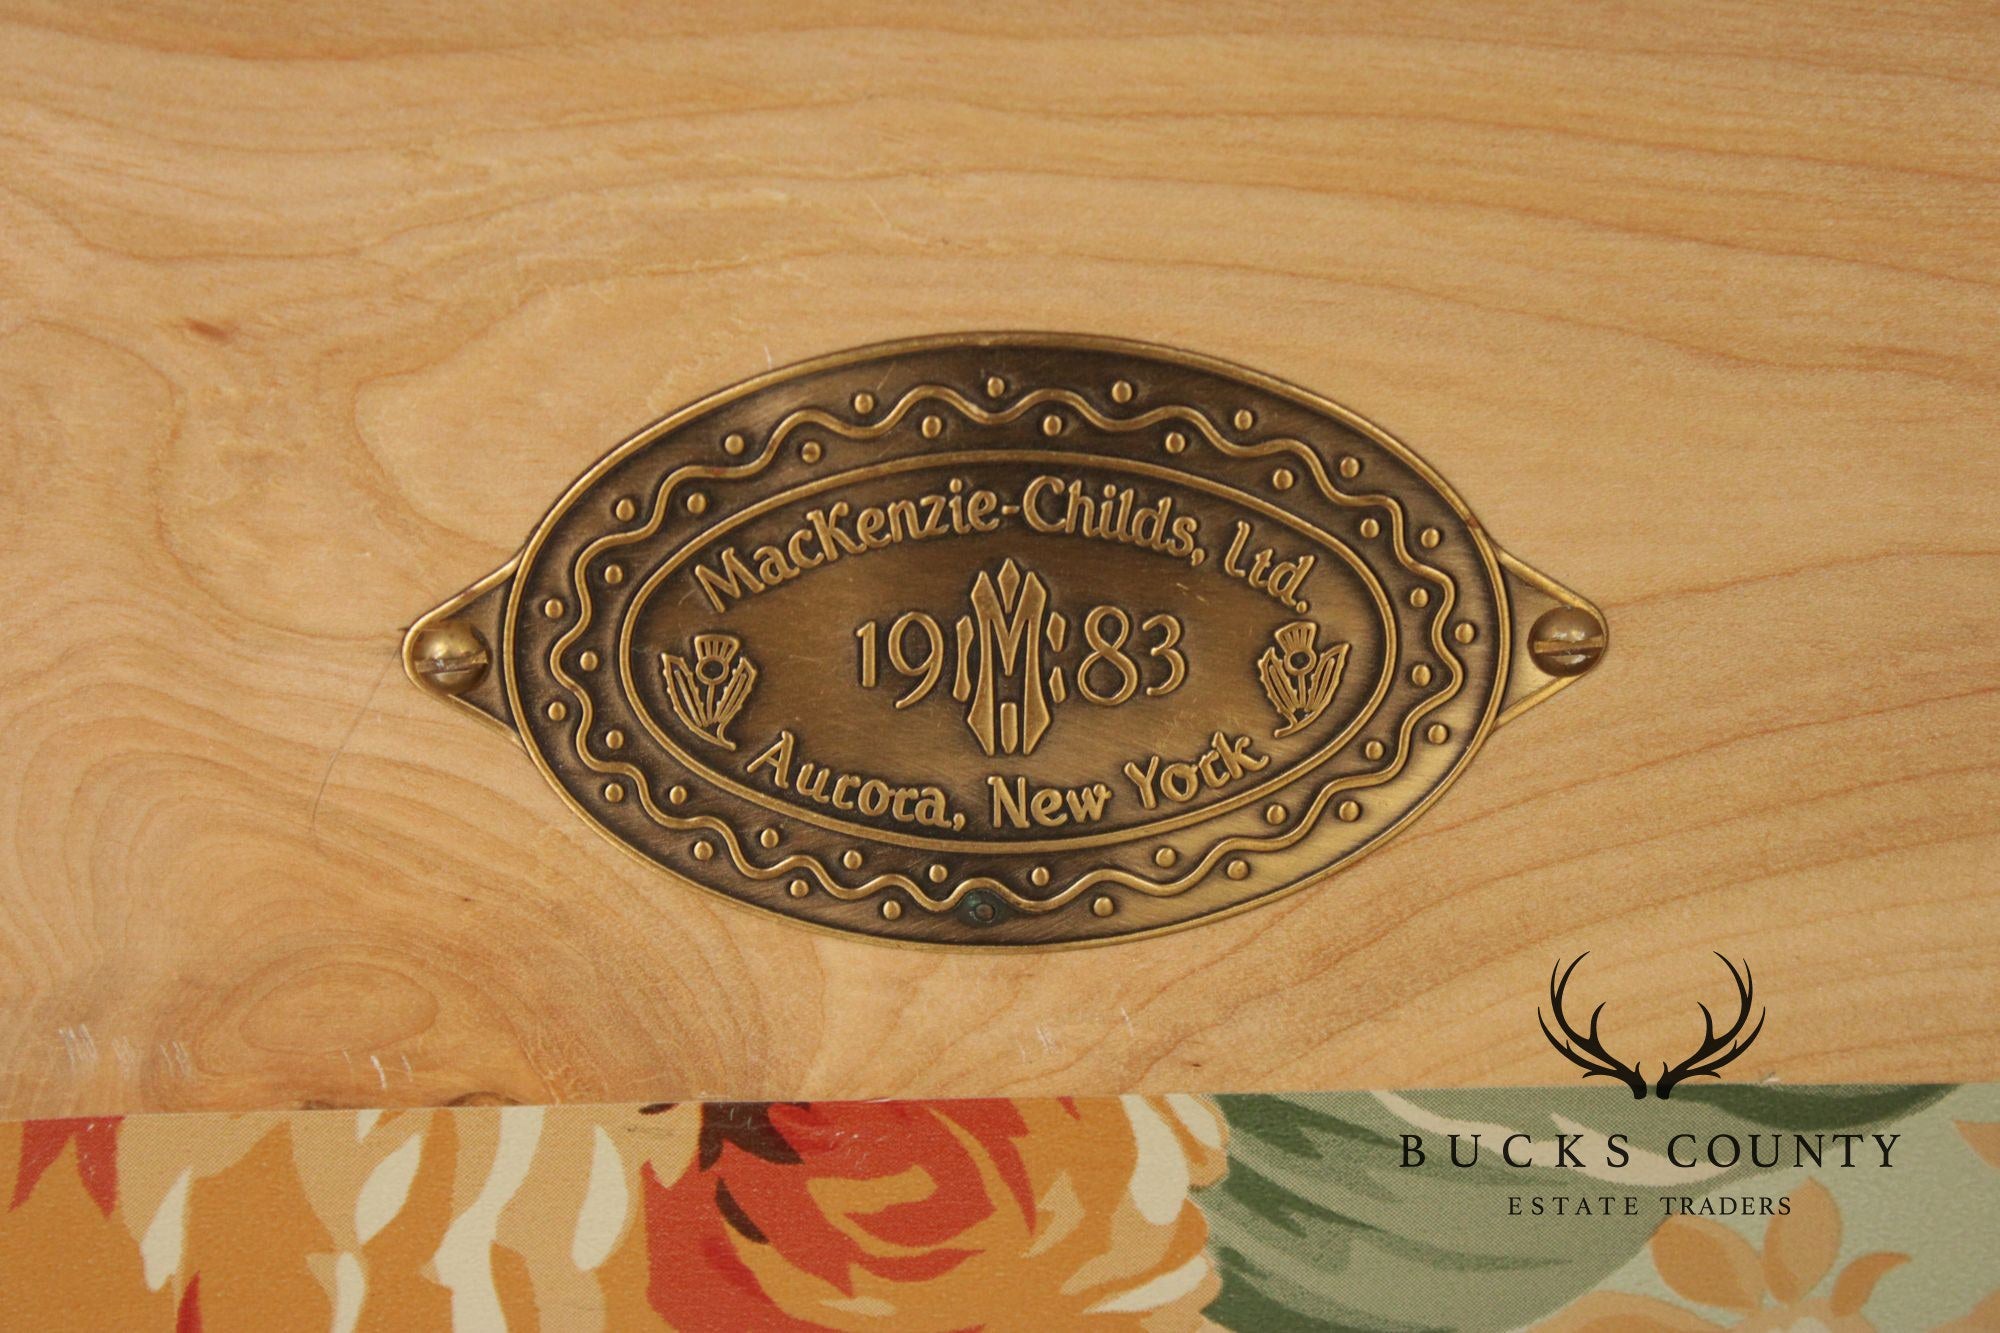 MacKenzie-Childs, Ltd.
19 M 83
Aurora, New York
BUCKS COUNTY
ESTATE TRADERS